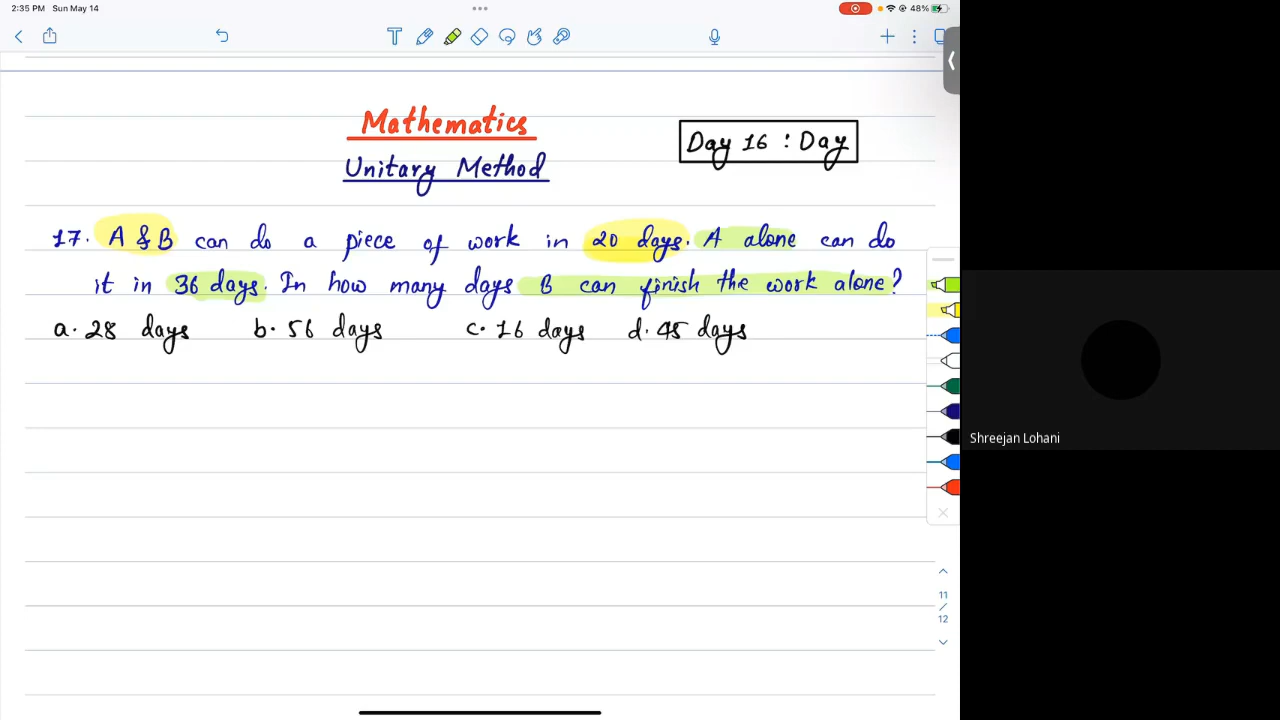 2:35 PM Sun May 14
48%
Mathematics
Day 16 : Day
Unitary Method
17. A & B can do a piece of work in 20 days. A alone can do
it in 36 days. In how many days B can finish the work alone?
a. 28 days b. 56 days c. 16 days d. 45 days
Shreejan Lohani
11
/
12